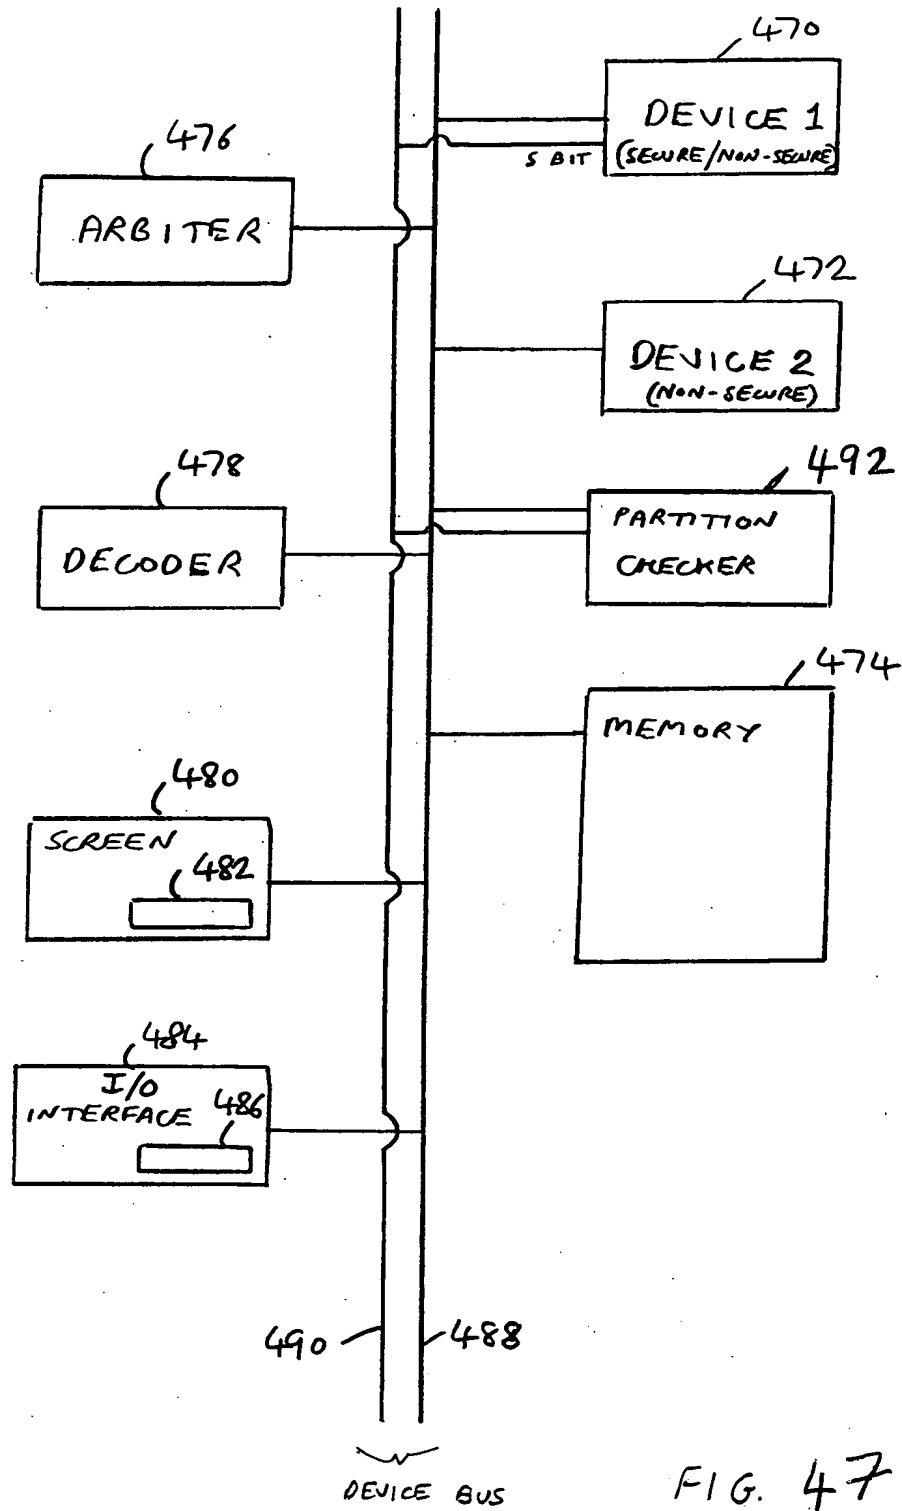 470
DEVICE 1
(SECURE/NON-SECURE)
S BIT
476
ARBITER
472
DEVICE 2
(NON-SECURE)
478
DECODER
492
PARTITION
CHECKER
474
MEMORY
480
SCREEN
482
484
I/O
INTERFACE 486
490
488
DEVICE BUS
FIG. 47